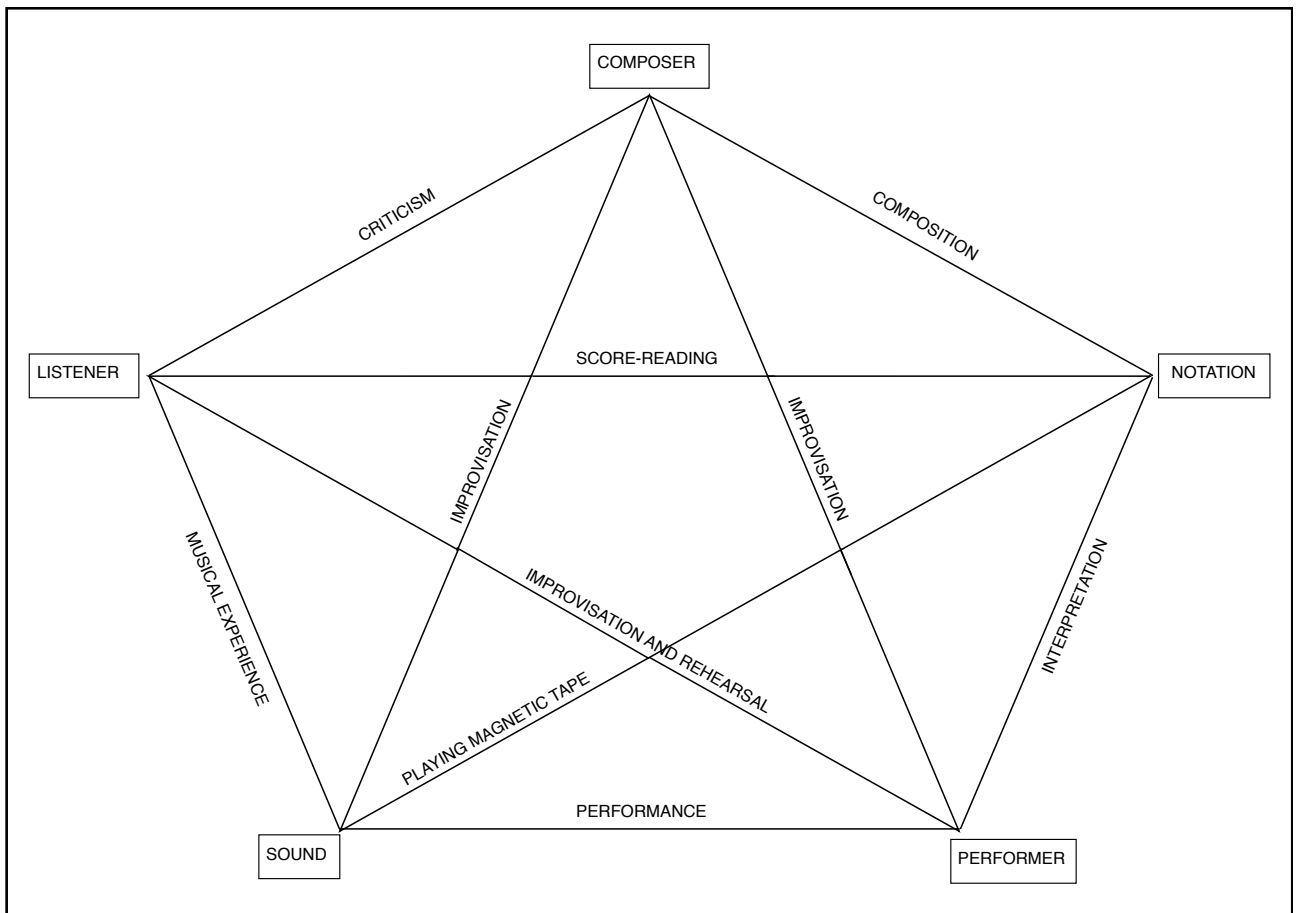 COMPOSER
CRITICISM
COMPOSITION
SCORE-READING
LISTENER
NOTATION
IMPROVISATION
IMPROVISATION
MUSICAL EXPERIENCE
IMPROVISATION AND REHEARSAL
INTERPRETATION
PLAYING MAGNETIC TAPE
PERFORMANCE
SOUND
PERFORMER